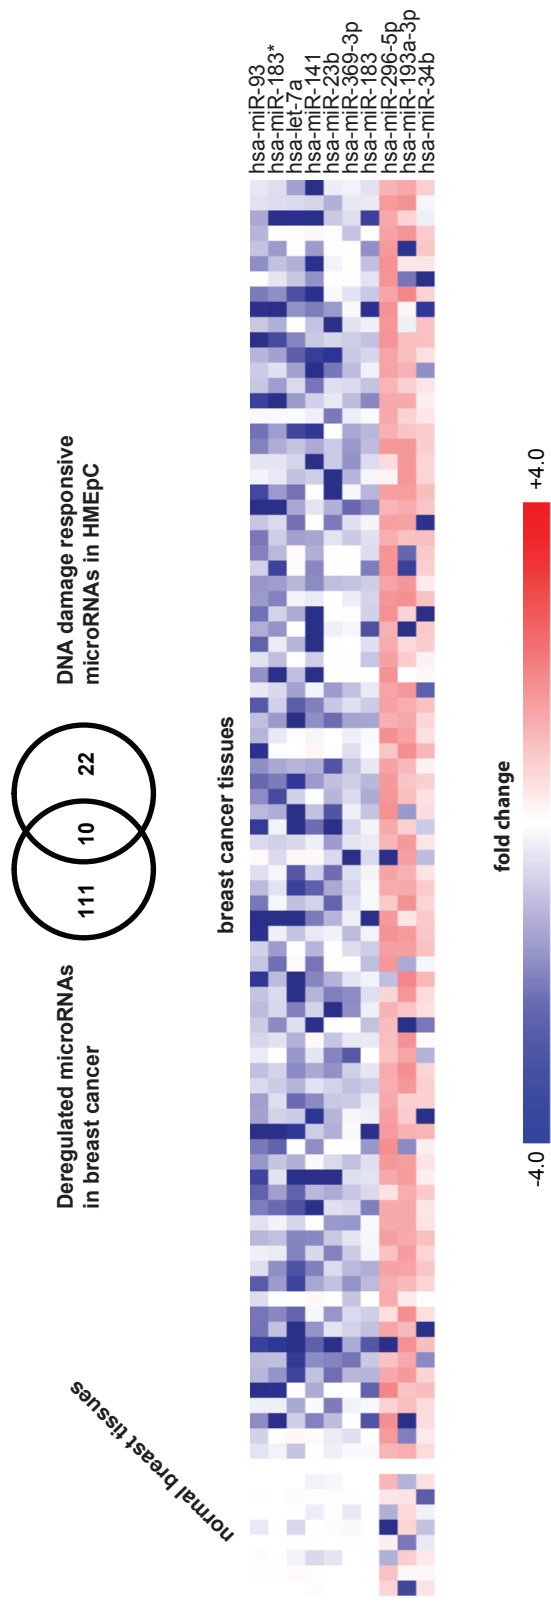 Deregulated microRNAs
in breast cancer
111
10
22
DNA damage responsive
microRNAs in HMEpC
normal breast tissues
breast cancer tissues
hsa-miR-93
hsa-miR-183*
hsa-let-7a
hsa-miR-141
hsa-miR-23b
hsa-miR-369-3p
hsa-miR-183
hsa-miR-296-5p
hsa-miR-193a-3p
hsa-miR-34b
fold change
-4.0
+4.0